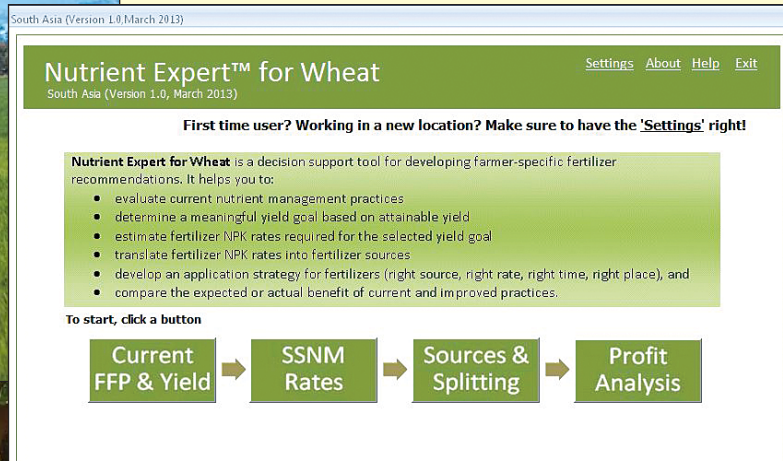 South Asia (Version 1.0,March 2013)
Nutrient Expert™ for Wheat
Settings About Help Exit
South Asia (Version 1.0, March 2013)
First time user? Working in a new location? Make sure to have the 'Settings' right!
Nutrient Expert for Wheat is a decision support tool for developing farmer-specific fertilizer
recommendations. It helps you to:
• evaluate current nutrient management practices
• determine a meaningful yield goal based on attainable yield
• estimate fertilizer NPK rates required for the selected yield goal
• translate fertilizer NPK rates into fertilizer sources
• develop an application strategy for fertilizers (right source, right rate, right time, right place), and
• compare the expected or actual benefit of current and improved practices.
To start, click a button
Current
FFP & Yield
SSNM
Rates
Sources &
Splitting
Profit
Analysis